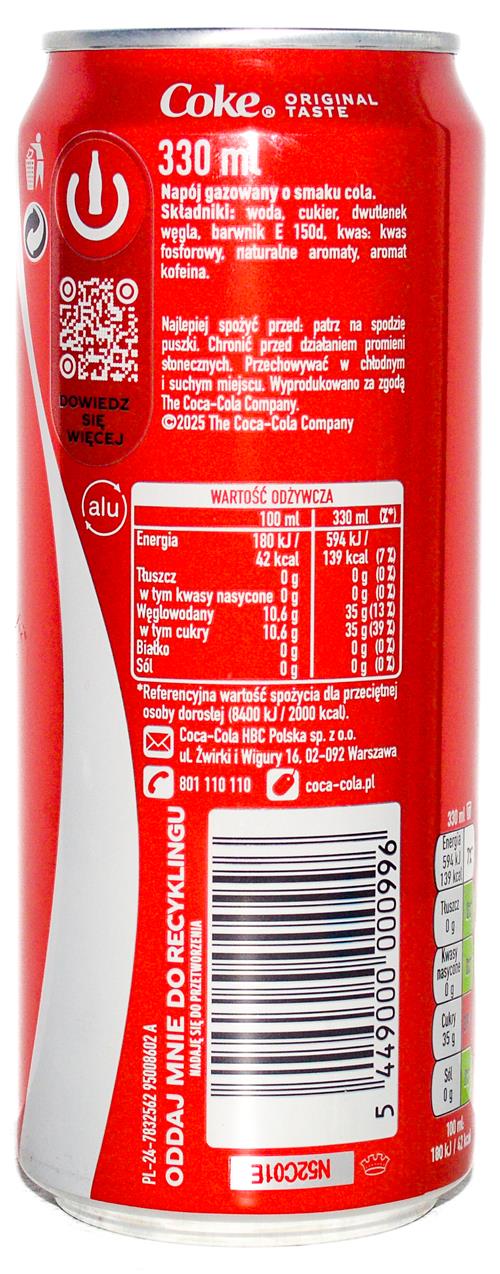 Coke® ORIGINAL TASTE
330 ml
Napój gazowany o smaku cola.
Składniki: woda, cukier, dwutlenek
węgla, barwnik E 150d, kwas: kwas
fosforowy, naturalne aromaty, aromat
kofeina.
Najlepiej spożyć przed: patrz na spodzie
puszki. Chronić przed działaniem promieni
słonecznych. Przechowywać w chłodnym
i suchym miejscu. Wyprodukowano za zgodą
The Coca-Cola Company.
©2025 The Coca-Cola Company
DOWIEDZ
SIĘ
WIĘCEJ
alu
WARTOŚĆ ODŻYWCZA
100 ml 330 ml (%*)
Energia 180 kJ / 594 kJ /
42 kcal 139 kcal (7%)
Tłuszcz 0 g 0 g (0%)
w tym kwasy nasycone 0 g 0 g (0%)
Węglowodany 10,6 g 35 g (13%)
w tym cukry 10,6 g 35 g (39%)
Białko 0 g 0 g (0%)
Sól 0 g 0 g (0%)
*Referencyjna wartość spożycia dla przeciętnej
osoby dorosłej (8400 kJ / 2000 kcal).
Coca-Cola HBC Polska sp. z o.o.
ul. Żwirki i Wigury 16, 02-092 Warszawa
801 110 110 coca-cola.pl
PL-24-7832562 95008602 A
ODDAJ MNIE DO RECYKLINGU
NADAJĘ SIĘ DO PRZETWORZENIA
5 449000 000996
N52C01E
330 ml
Energia
594 kJ
139 kcal
7%*
Tłuszcz
0 g
Kwasy
nasycone
0 g
Cukry
35 g
Sól
0 g
100 ml:
180 kJ / 42 kcal